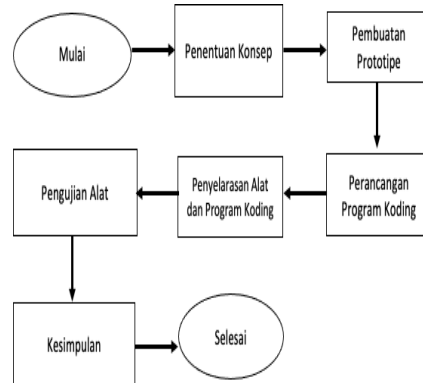 Mulai
Penentuan Konsep
Pembuatan
Prototipe
Perancangan
Program Koding
Penyelarasan Alat
dan Program Koding
Pengujian Alat
Kesimpulan
Selesai